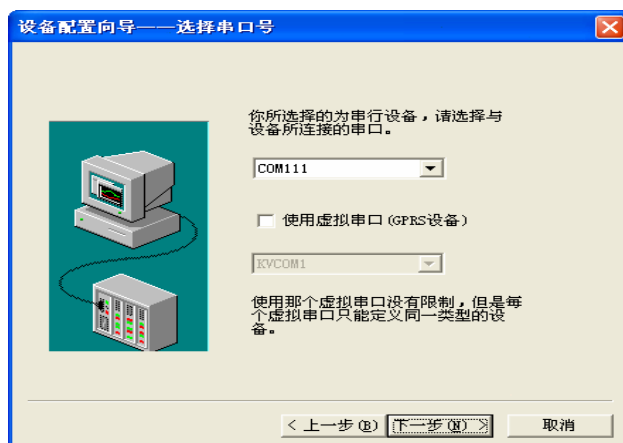 设备配置向导——选择串口号
你所选择的为串行设备，请选择与
设备所连接的串口。
COM111
使用虚拟串口(GPRS设备)
KVCOM1
使用那个虚拟串口没有限制，但是每
个虚拟串口只能定义同一类型的设
备。
< 上一步(B) 下一步(N) > 取消